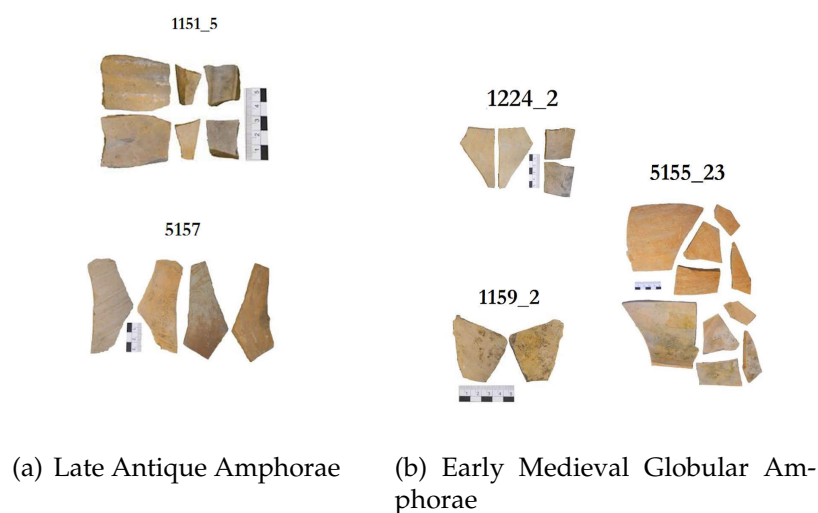 1151_5
5157
(a) Late Antique Amphorae
1224_2
5155_23
1159_2
(b) Early Medieval Globular Am-
phorae